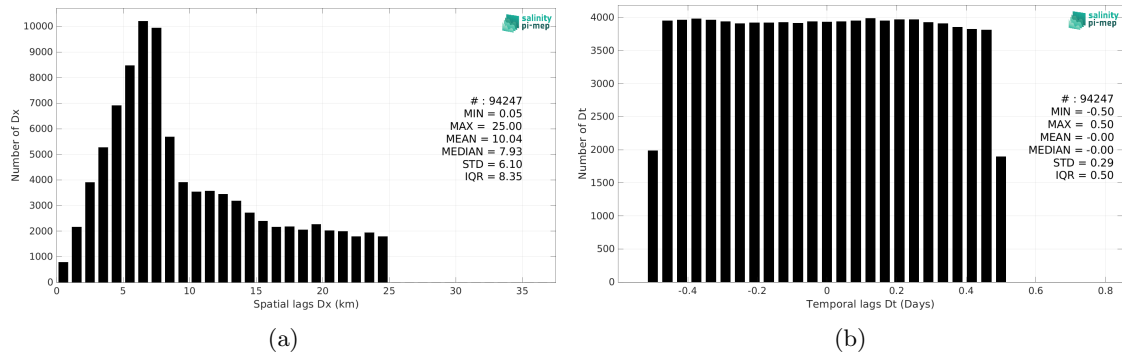 10000
9000
8000
7000
6000
5000
4000
3000
2000
1000
0
Number of Dx
0 5 10 15 20 25 30 35
Spatial lags Dx (km)
salinity
pi-mep
# : 94247
MIN = 0.05
MAX = 25.00
MEAN = 10.04
MEDIAN = 7.93
STD = 6.10
IQR = 8.35
(a)
4000
3500
3000
2500
2000
1500
1000
500
0
Number of Dt
-0.4 -0.2 0 0.2 0.4 0.6 0.8
Temporal lags Dt (Days)
salinity
pi-mep
# : 94247
MIN = -0.50
MAX = 0.50
MEAN = -0.00
MEDIAN = -0.00
STD = 0.29
IQR = 0.50
(b)